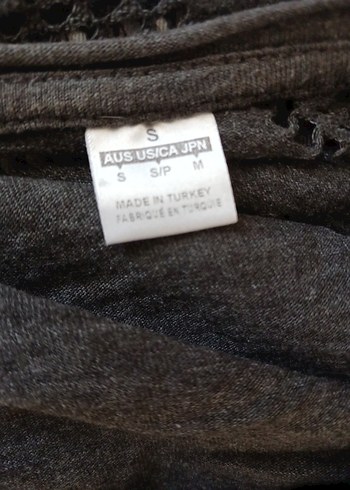 S
AUS US/CA JPN
S S/P M
MADE IN TURKEY
FABRIQUÉ EN TURQUIE